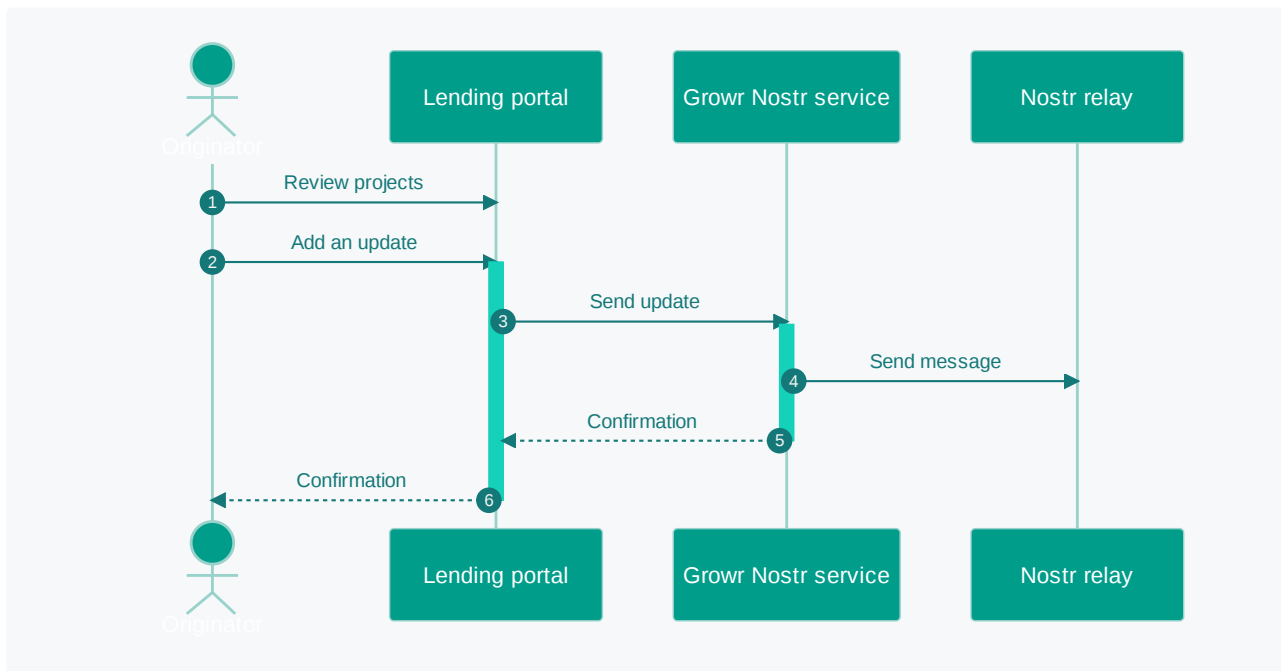 Originator
Lending portal
Growr Nostr service
Nostr relay
Review projects
1
Add an update
2
Send update
3
Send message
4
Confirmation
5
Confirmation
6
Originator
Lending portal
Growr Nostr service
Nostr relay